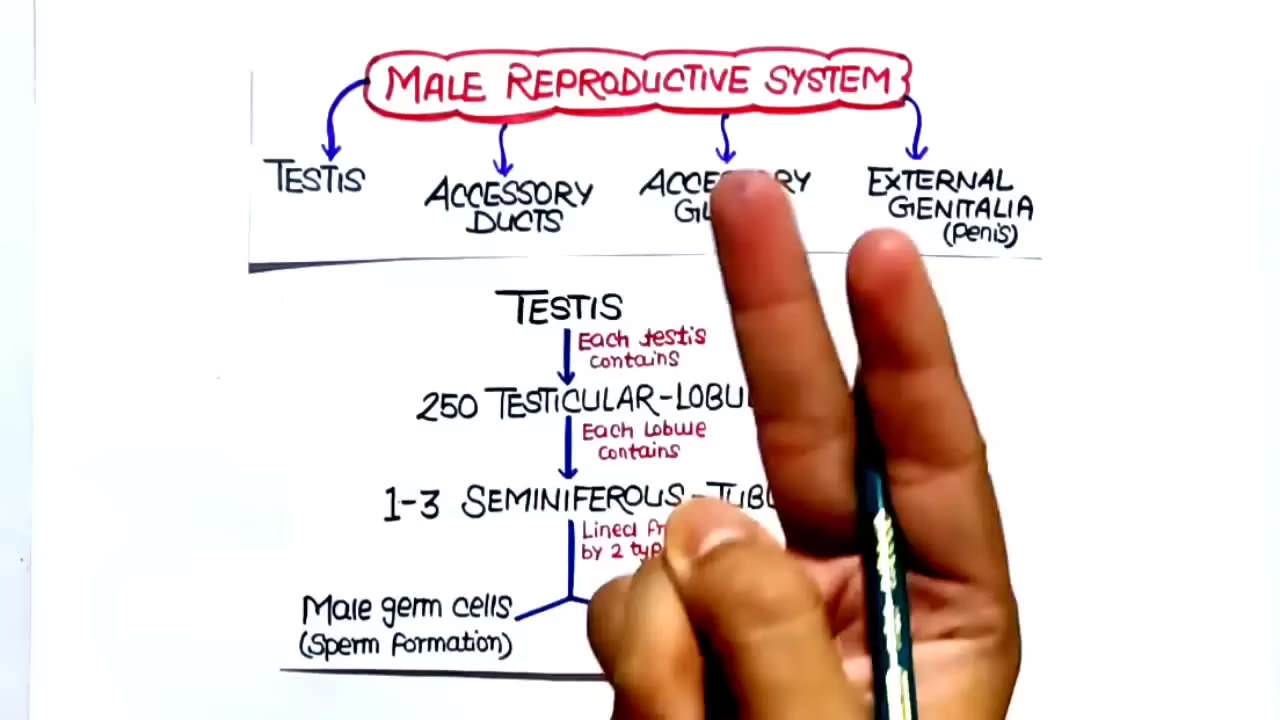 MALE REPRODUCTIVE SYSTEM
TESTIS
ACCESSORY
DUCTS
EXTERNAL
GENITALIA
(Penis)
TESTIS
Each testis
contains
250 TESTICULAR-
Each Lobule
contains
1-3 SEMINIFEROUS-
Lined
by 2
Male germ cells
(Sperm formation)